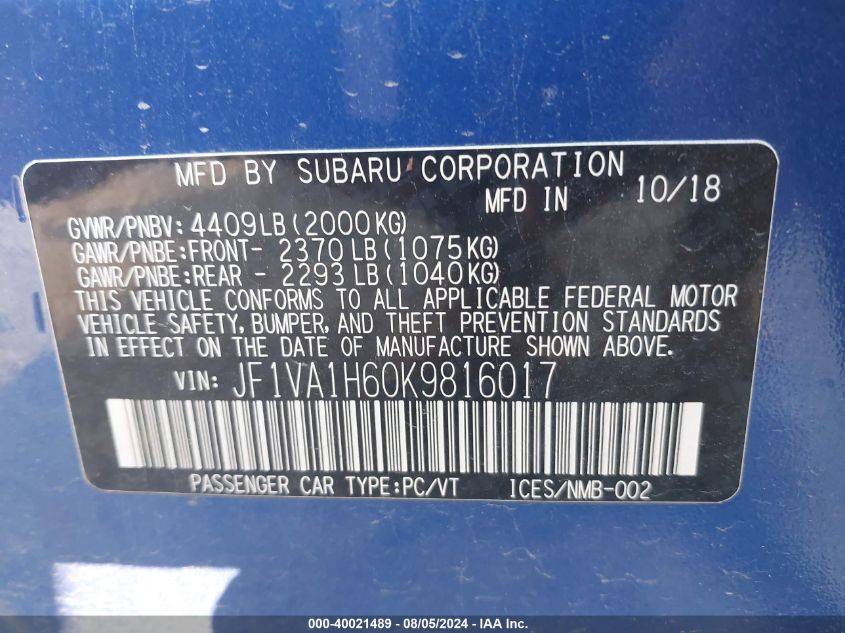 MFD BY SUBARU CORPORATION
MFD IN 10/18
GVWR/PNBV: 4409LB(2000KG)
GAWR/PNBE:FRONT- 2370LB(1075KG)
GAWR/PNBE:REAR - 2293LB(1040KG)
THIS VEHICLE CONFORMS TO ALL APPLICABLE FEDERAL MOTOR
VEHICLE SAFETY, BUMPER, AND THEFT PREVENTION STANDARDS
IN EFFECT ON THE DATE OF MANUFACTURE SHOWN ABOVE.
VIN: JF1VA1H60K9816017
PASSENGER CAR TYPE:PC/VT ICES/NMB-002
000-40021489 - 08/05/2024 - IAA Inc.